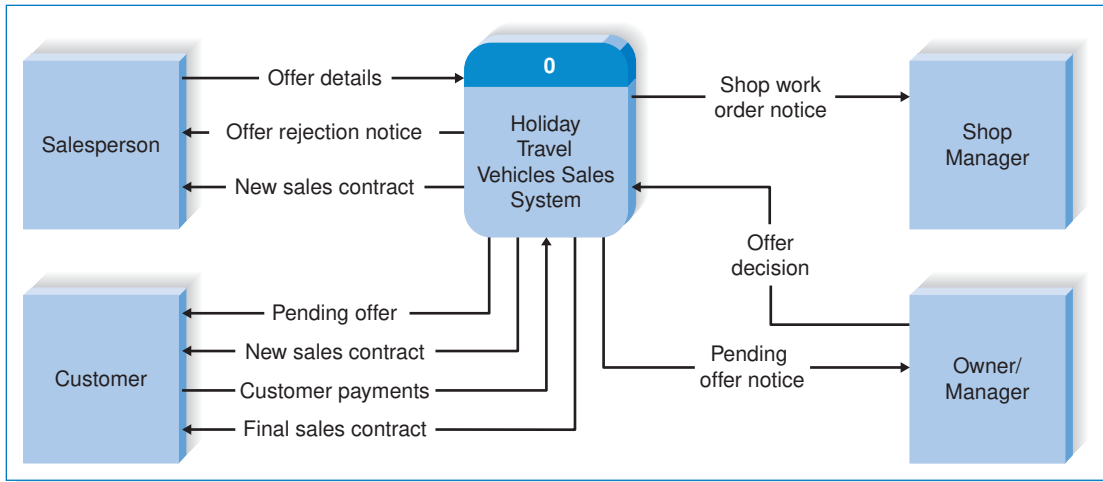 Salesperson
Offer details
Offer rejection notice
New sales contract
0
Holiday
Travel
Vehicles Sales
System
Shop work
order notice
Shop
Manager
Customer
Pending offer
New sales contract
Customer payments
Final sales contract
Offer
decision
Pending
offer notice
Owner/
Manager